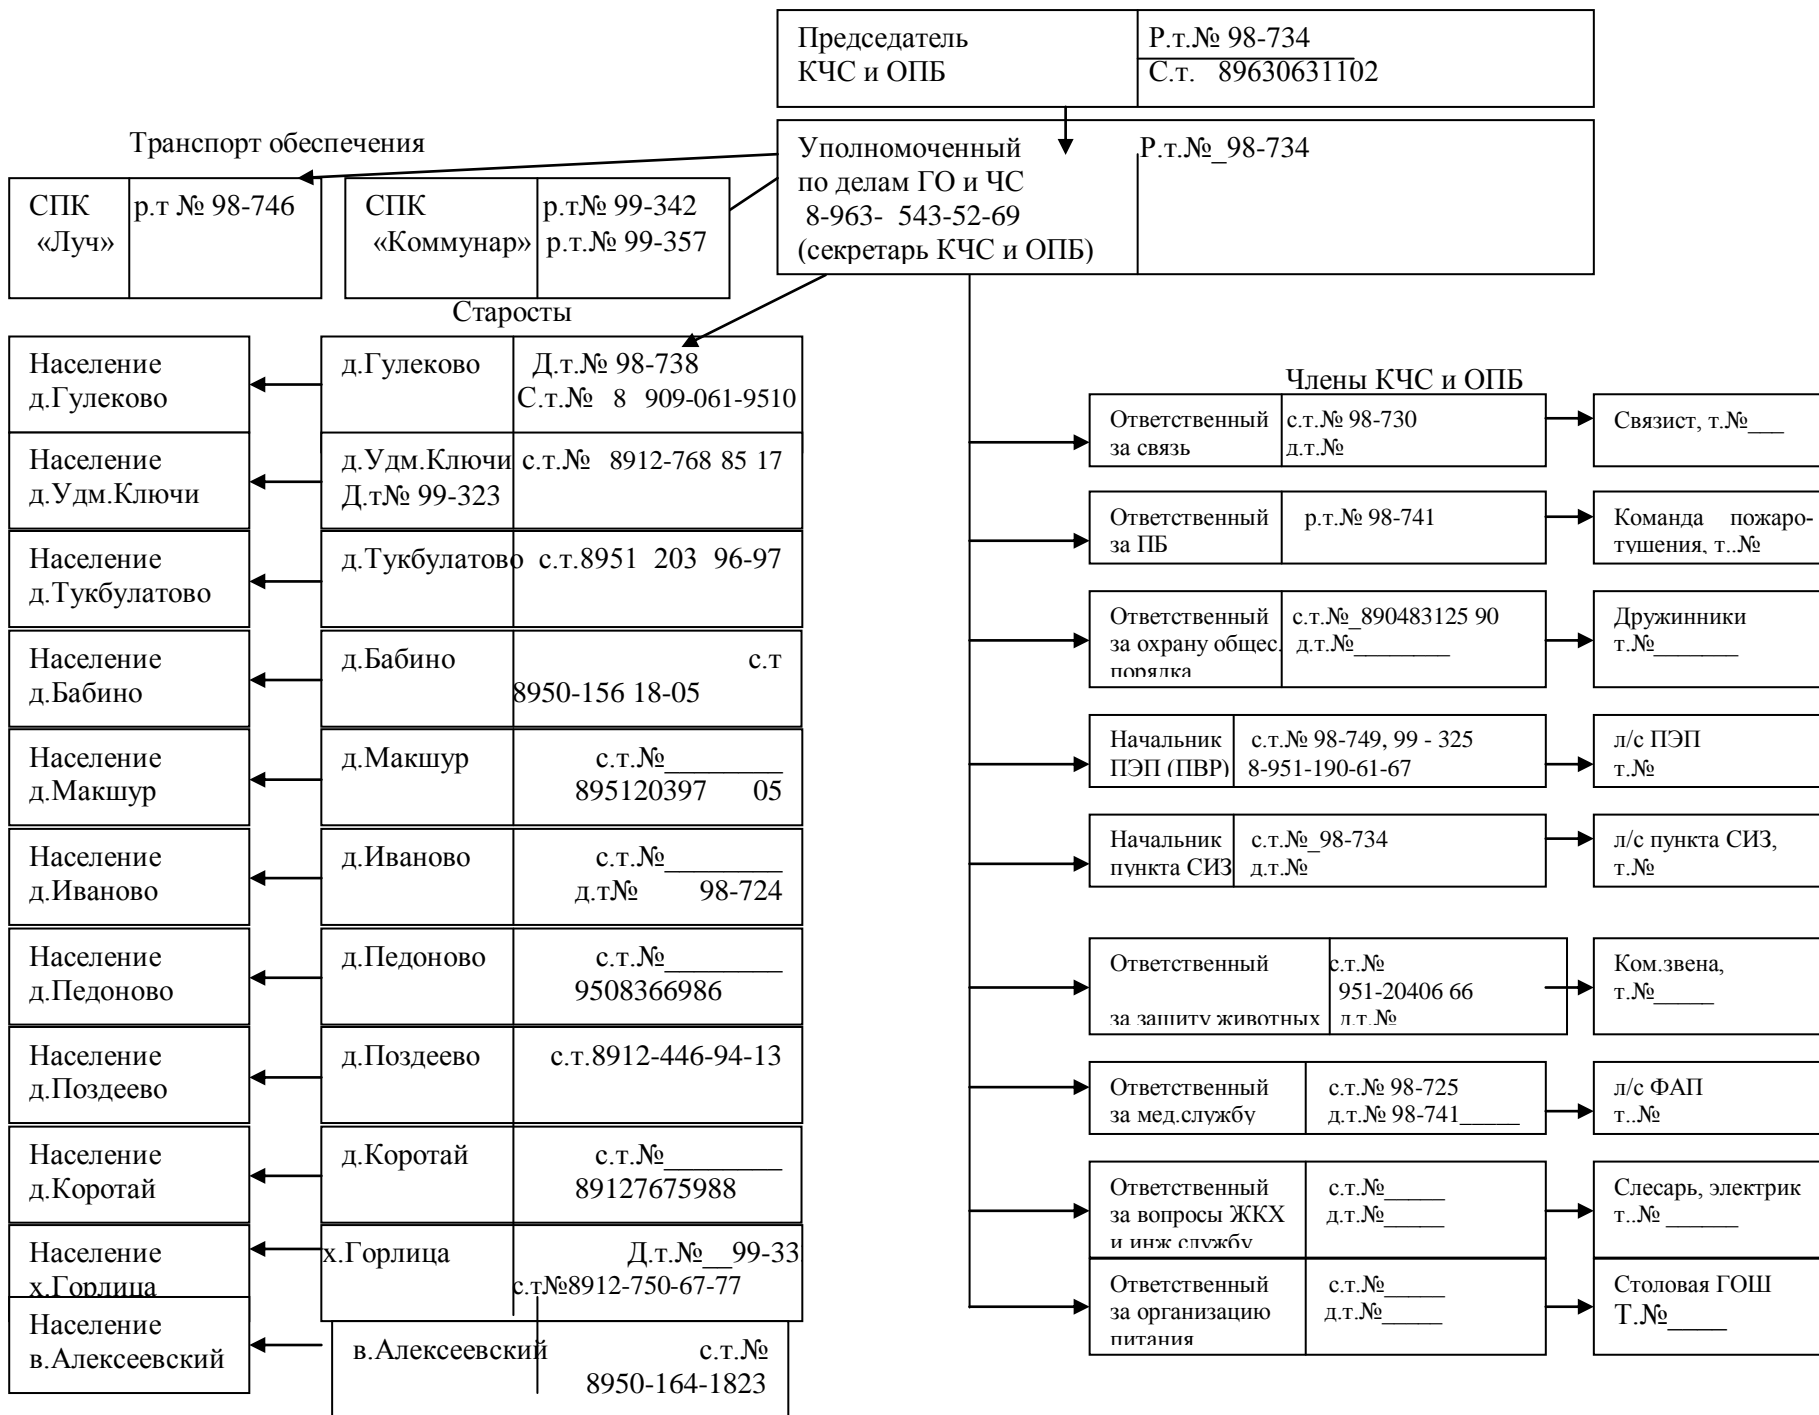 Председатель
КЧС и ОПБ
Р.т.№ 98-734
С.т. 89630631102
Транспорт обеспечения
Уполномоченный
по делам ГО и ЧС
8-963- 543-52-69
(секретарь КЧС и ОПБ)
Р.т.№_98-734
СПК
«Луч»
р.т № 98-746
СПК
«Коммунар»
р.т№ 99-342
р.т.№ 99-357
Старосты
Население
д.Гулеково
д.Гулеково
Д.т.№ 98-738
С.т.№ 8 909-061-9510
Население
д.Удм.Ключи
д.Удм.Ключи
Д.т№ 99-323
с.т.№ 8912-768 85 17
Население
д.Тукбулатово
д.Тукбулатово
с.т.8951 203 96-97
Население
д.Бабино
д.Бабино
с.т
8950-156 18-05
Население
д.Макшур
д.Макшур
с.т.№_________
895120397 05
Население
д.Иваново
д.Иваново
с.т.№_________
д.т№ 98-724
Население
д.Педоново
д.Педоново
с.т.№_________
9508366986
Население
д.Поздеево
д.Поздеево
с.т.8912-446-94-13
Население
д.Коротай
д.Коротай
с.т.№_________
89127675988
Население
х.Горлица
х.Горлица
Д.т.№__99-33
с.т№8912-750-67-77
Население
в.Алексеевский
в.Алексеевский
с.т.№
8950-164-1823
Члены КЧС и ОПБ
Ответственный
за связь
с.т.№ 98-730
д.т.№
Связист, т.№___
Ответственный
за ПБ
р.т.№ 98-741
Команда пожаро-
тушения, т..№
Ответственный
за охрану общес.
порядка
с.т.№_890483125 90
д.т.№________
Дружинники
т.№_______
Начальник
ПЭП (ПВР)
с.т.№ 98-749, 99 - 325
8-951-190-61-67
л/с ПЭП
т.№
Начальник
пункта СИЗ
с.т.№_98-734
д.т.№
л/с пункта СИЗ,
т.№
Ответственный
за защиту животных
с.т.№
951-20406 66
д.т.№
Ком.звена,
т.№_____
Ответственный
за мед.службу
с.т.№ 98-725
д.т.№ 98-741_____
л/с ФАП
т..№
Ответственный
за вопросы ЖКХ
и инж.службу
с.т.№_____
д.т.№_____
Слесарь, электрик
т..№ ______
Ответственный
за организацию
питания
с.т.№_____
д.т.№_____
Столовая ГОШ
Т.№____